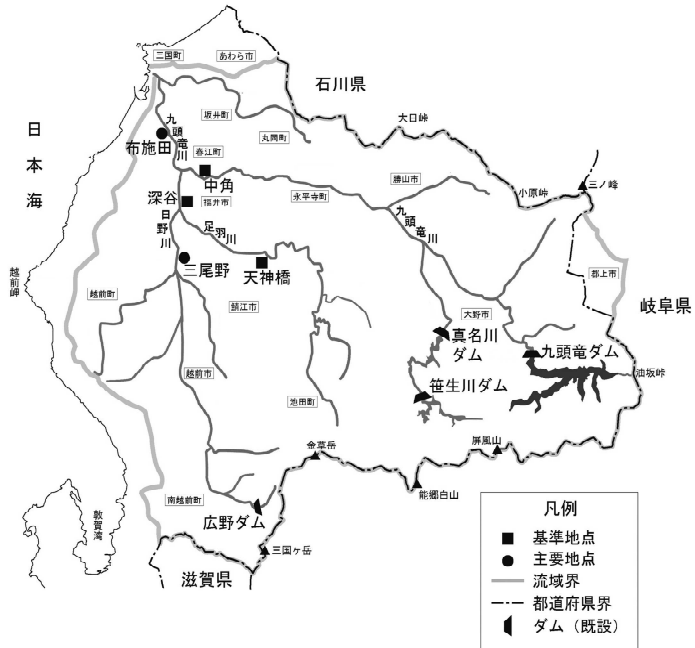 三国町
あわら市
石川県
日本海
九頭竜川
坂井町
大日峠
丸岡町
布施田
春江町
中角
勝山市
小原峠
三ノ峰
深谷
福井市
永平寺町
九頭竜川
日野川
足羽川
三尾野
天神橋
越前岬
越前町
鯖江市
郡上市
岐阜県
大野市
真名川
ダム
九頭竜ダム
油坂峠
越前市
笹生川ダム
池田町
金草岳
屏風山
能郷白山
南越前町
広野ダム
敦賀湾
三国ヶ岳
滋賀県
凡例
基準地点
主要地点
流域界
都道府県界
ダム（既設）